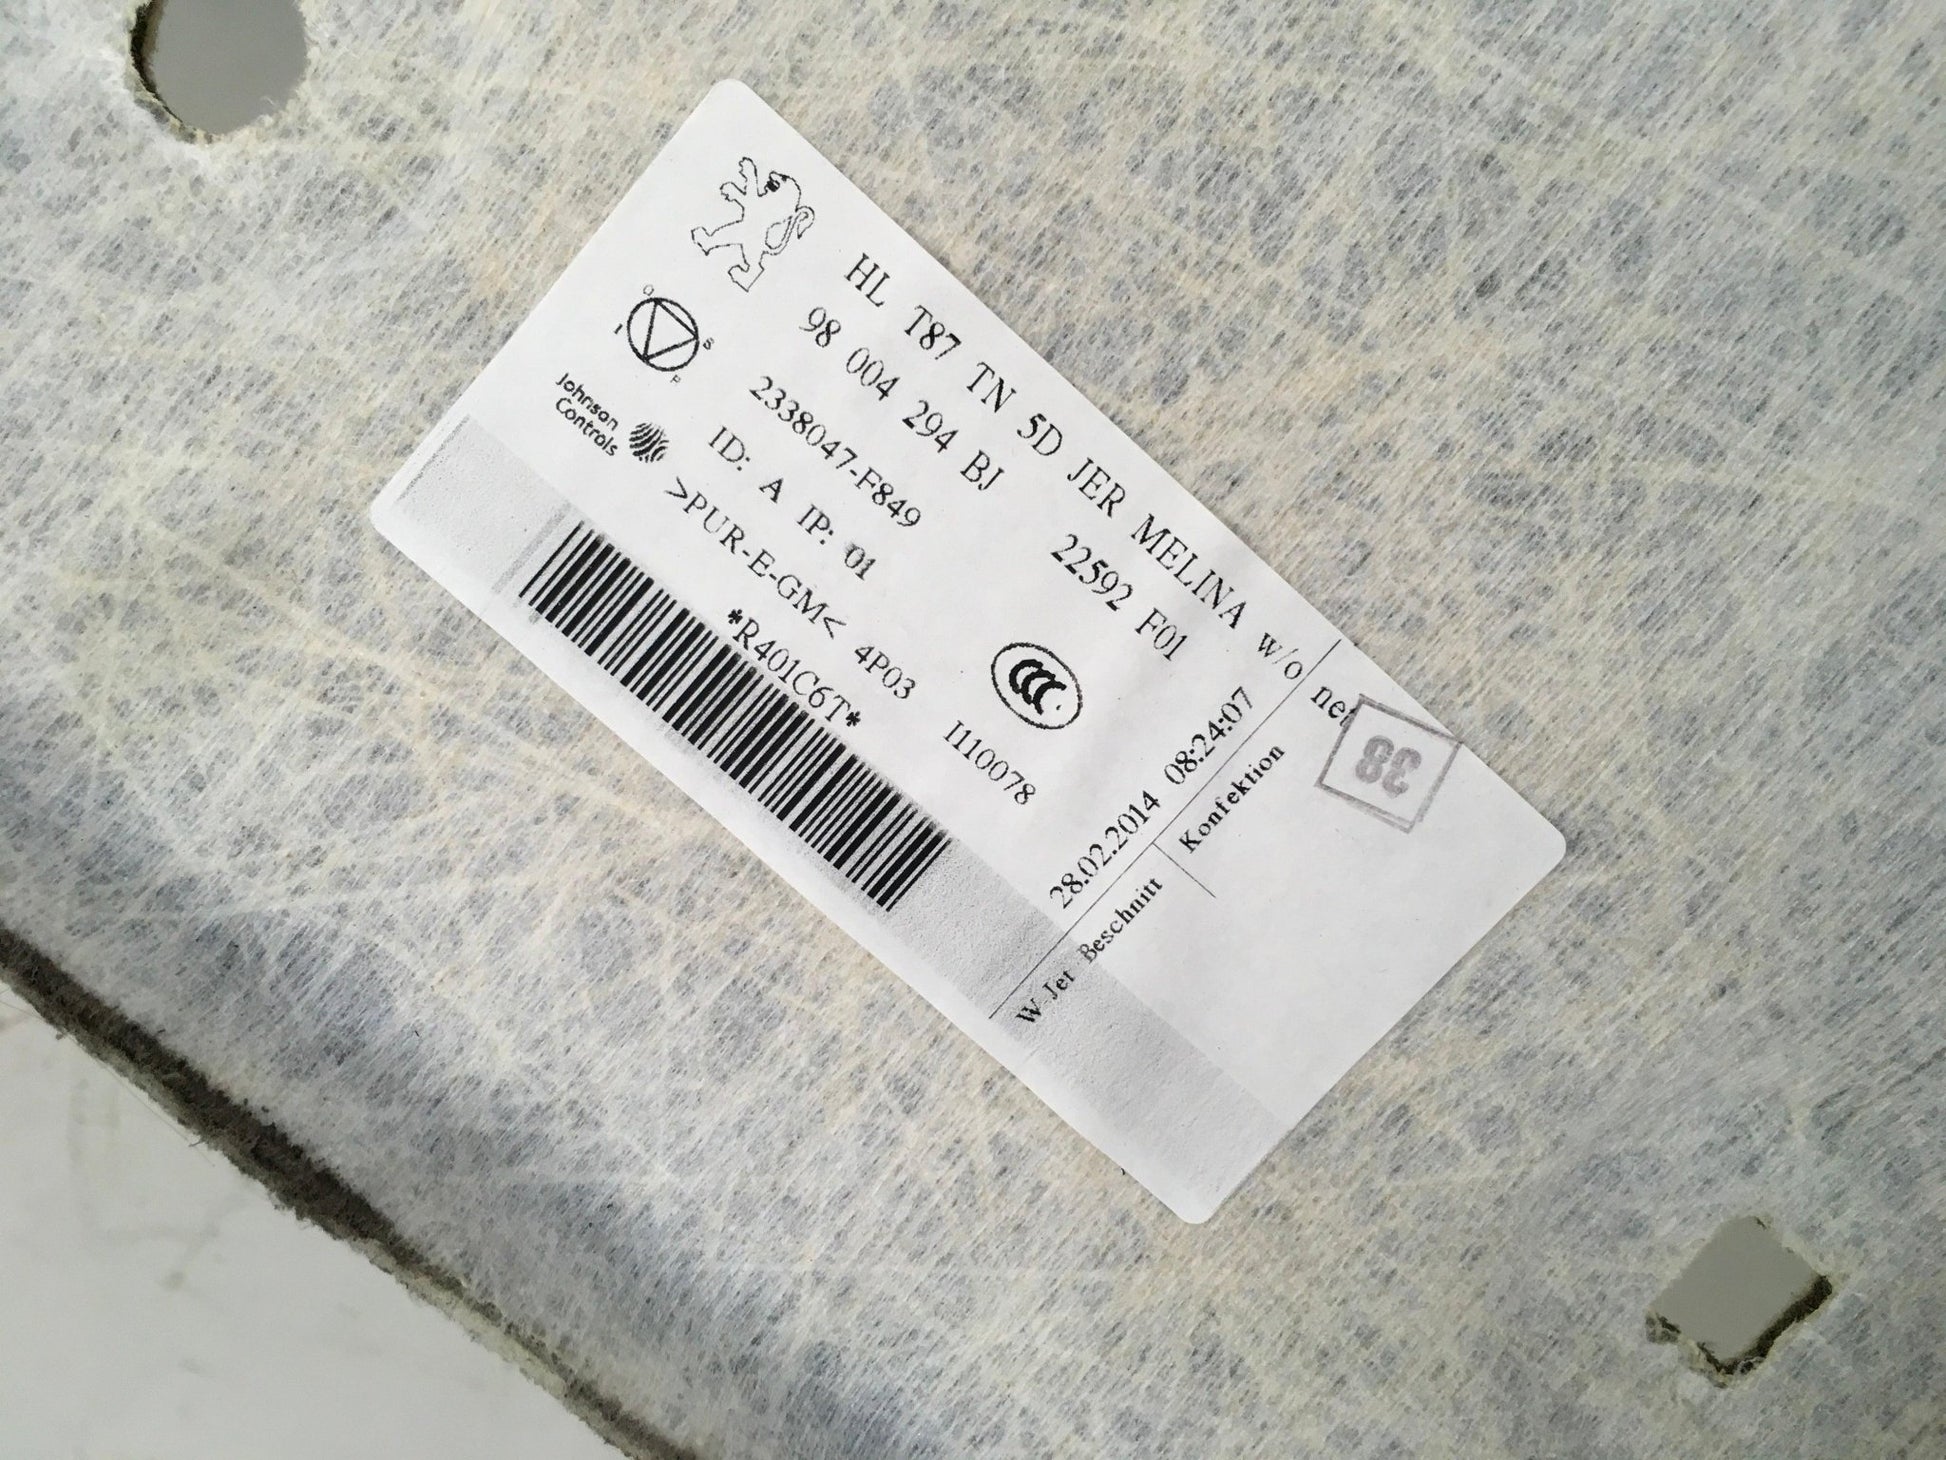 HL T87 TN 5D JER MELINA w/o net
98 004 294 BJ 22592 F01
2338047-F849
ID: A IP: 01
>PUR-E-GM< 4P03 I110078
*R401C6T*
Johnson
Controls
O
I S
P
28.02.2014 08:24:07
W-Jet Beschnitt Konfektion
38